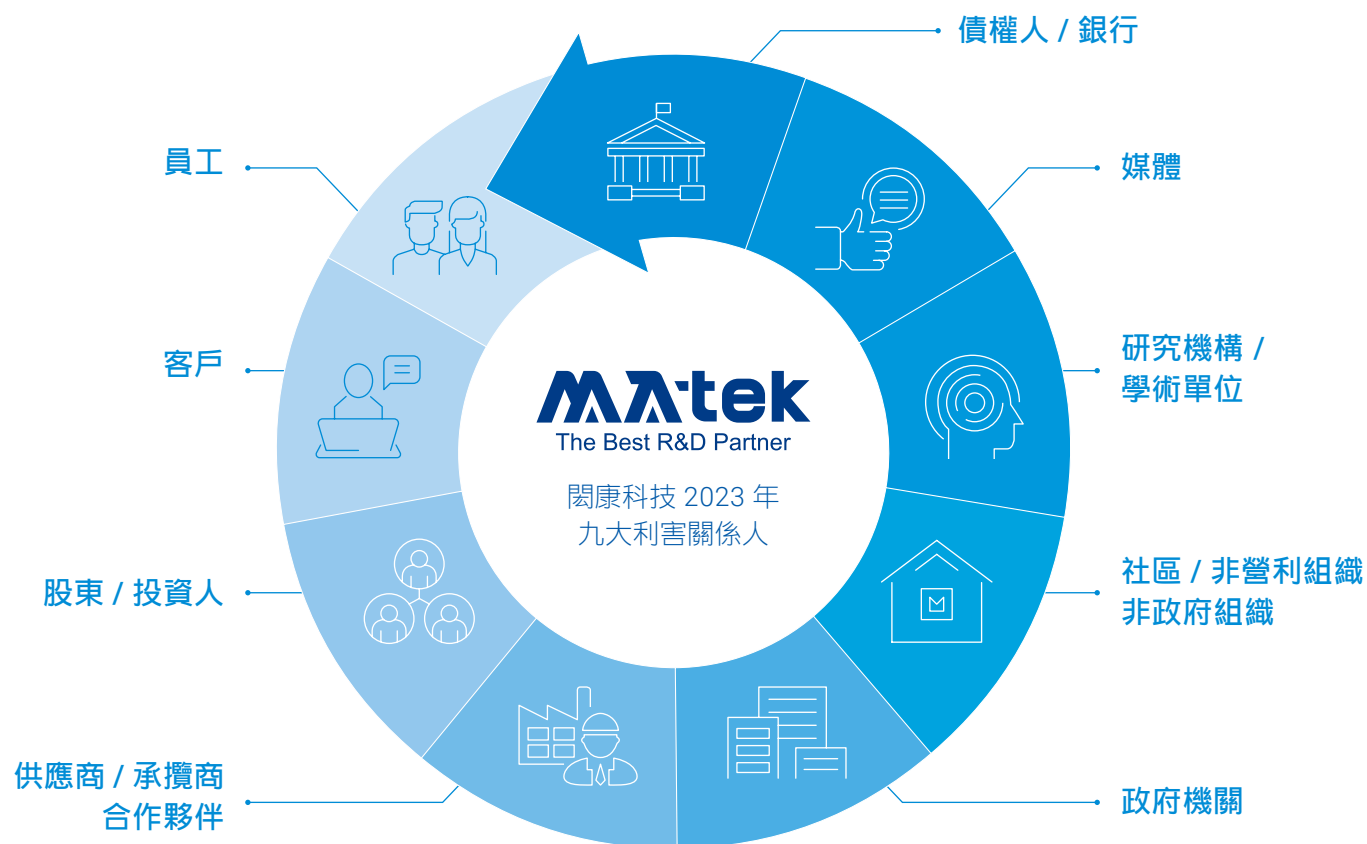 債權人 / 銀行
員工
媒體
客戶
研究機構 /
學術單位
MA-tek
The Best R&D Partner
閎康科技 2023 年
九大利害關係人
股東 / 投資人
社區 / 非營利組織
非政府組織
供應商 / 承攬商
合作夥伴
政府機關